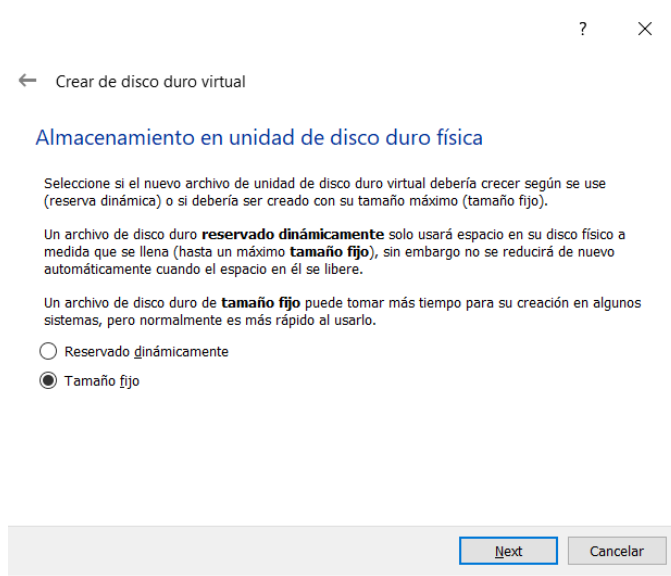 ?
Crear de disco duro virtual
Almacenamiento en unidad de disco duro física
Seleccione si el nuevo archivo de unidad de disco duro virtual debería crecer según se use
(reserva dinámica) o si debería ser creado con su tamaño máximo (tamaño fijo).
Un archivo de disco duro reservado dinámicamente solo usará espacio en su disco físico a
medida que se llena (hasta un máximo tamaño fijo), sin embargo no se reducirá de nuevo
automáticamente cuando el espacio en él se libere.
Un archivo de disco duro de tamaño fijo puede tomar más tiempo para su creación en algunos
sistemas, pero normalmente es más rápido al usarlo.
Reservado dinámicamente
Tamaño fijo
Next Cancelar